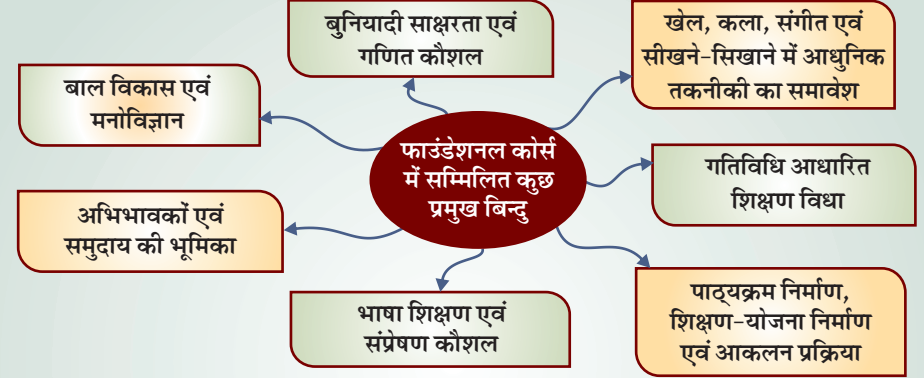 बुनियादी साक्षरता एवं
गणित कौशल
खेल, कला, संगीत एवं
सीखने-सिखाने में आधुनिक
तकनीकी का समावेश
बाल विकास एवं
मनोविज्ञान
फाउंडेशनल कोर्स
में सम्मिलित कुछ
प्रमुख बिन्दु
गतिविधि आधारित
शिक्षण विधा
अभिभावकों एवं
समुदाय की भूमिका
भाषा शिक्षण एवं
संप्रेषण कौशल
पाठ्यक्रम निर्माण,
शिक्षण-योजना निर्माण
एवं आकलन प्रक्रिया